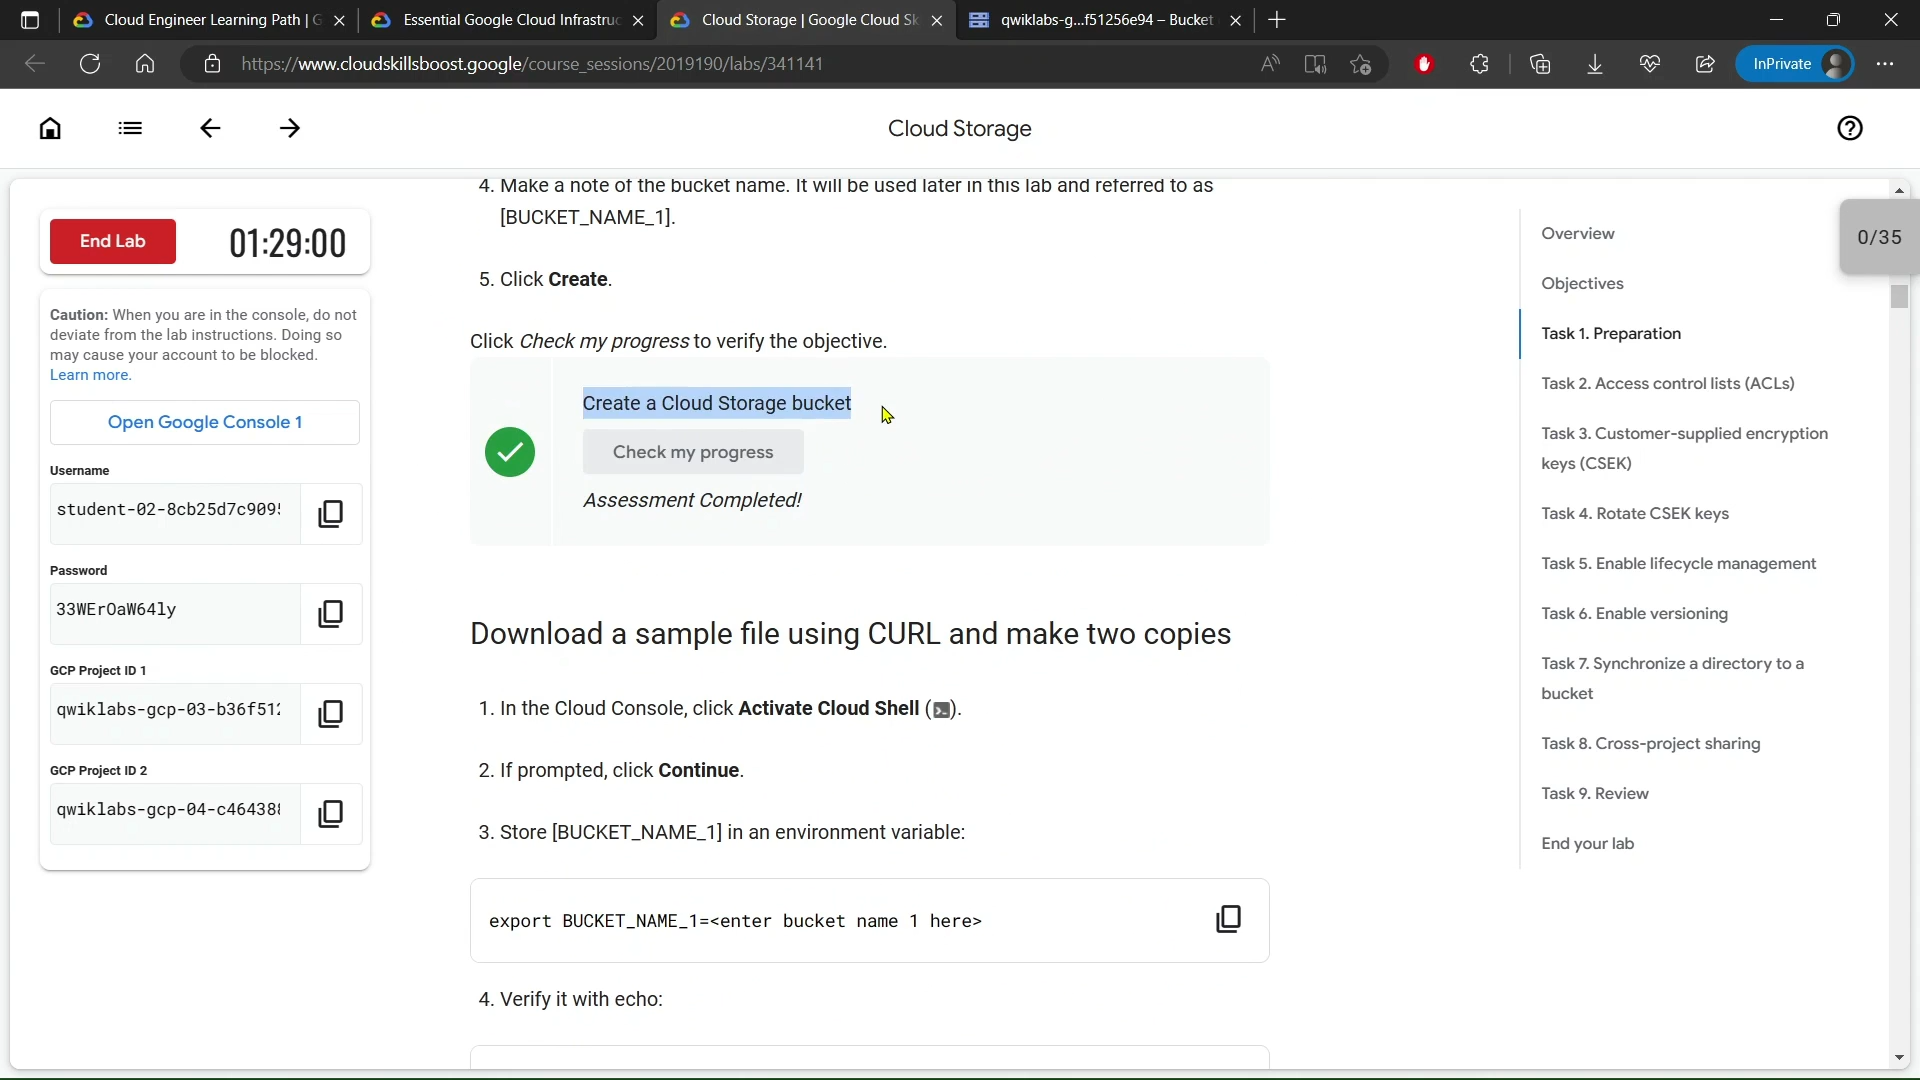 Cloud Engineer Learning Path | G
Essential Google Cloud Infrastruc
Cloud Storage | Google Cloud Sk
qwiklabs-g...f51256e94 – Bucket
https://www.cloudskillsboost.google/course_sessions/2019190/labs/341141
InPrivate
Cloud Storage
End Lab
01:29:00
Caution: When you are in the console, do not
deviate from the lab instructions. Doing so
may cause your account to be blocked.
Learn more.
Open Google Console 1
Username
student-02-8cb25d7c909
Password
33WErOaW64ly
GCP Project ID 1
qwiklabs-gcp-03-b36f512
GCP Project ID 2
qwiklabs-gcp-04-c46438
4. Make a note of the bucket name. It will be used later in this lab and referred to as
[BUCKET_NAME_1].
5. Click Create.
Click Check my progress to verify the objective.
Create a Cloud Storage bucket
Check my progress
Assessment Completed!
Download a sample file using CURL and make two copies
1. In the Cloud Console, click Activate Cloud Shell ( ).
2. If prompted, click Continue.
3. Store [BUCKET_NAME_1] in an environment variable:
export BUCKET_NAME_1=<enter bucket name 1 here>
4. Verify it with echo:
Overview
Objectives
Task 1. Preparation
Task 2. Access control lists (ACLs)
Task 3. Customer-supplied encryption
keys (CSEK)
Task 4. Rotate CSEK keys
Task 5. Enable lifecycle management
Task 6. Enable versioning
Task 7. Synchronize a directory to a
bucket
Task 8. Cross-project sharing
Task 9. Review
End your lab
0/35